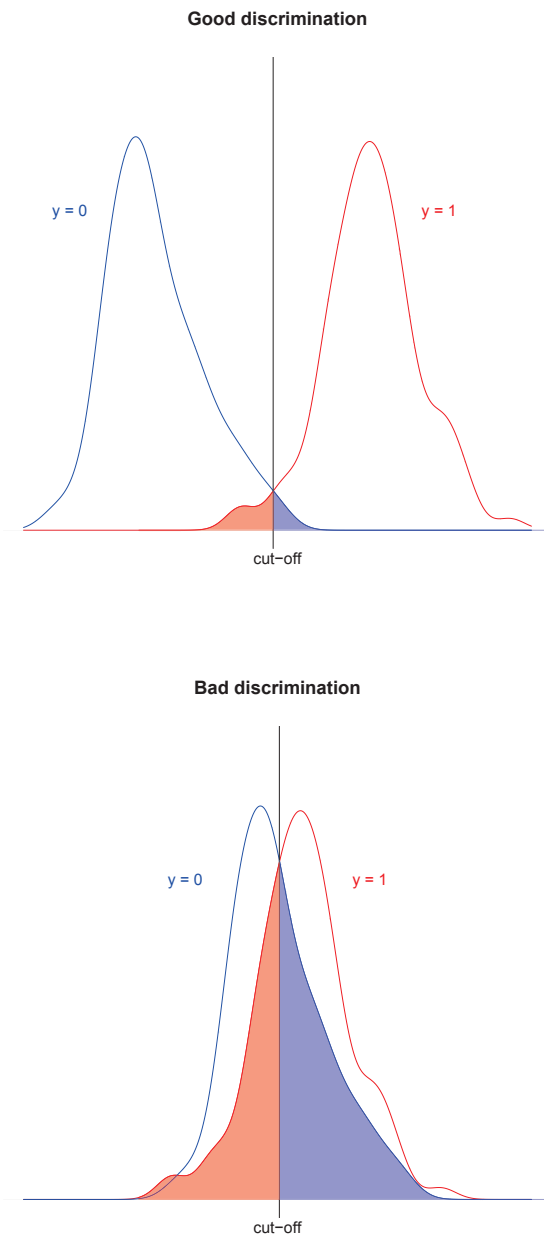 Good discrimination
y = 0
y = 1
cut−off
Bad discrimination
y = 0
y = 1
cut−off